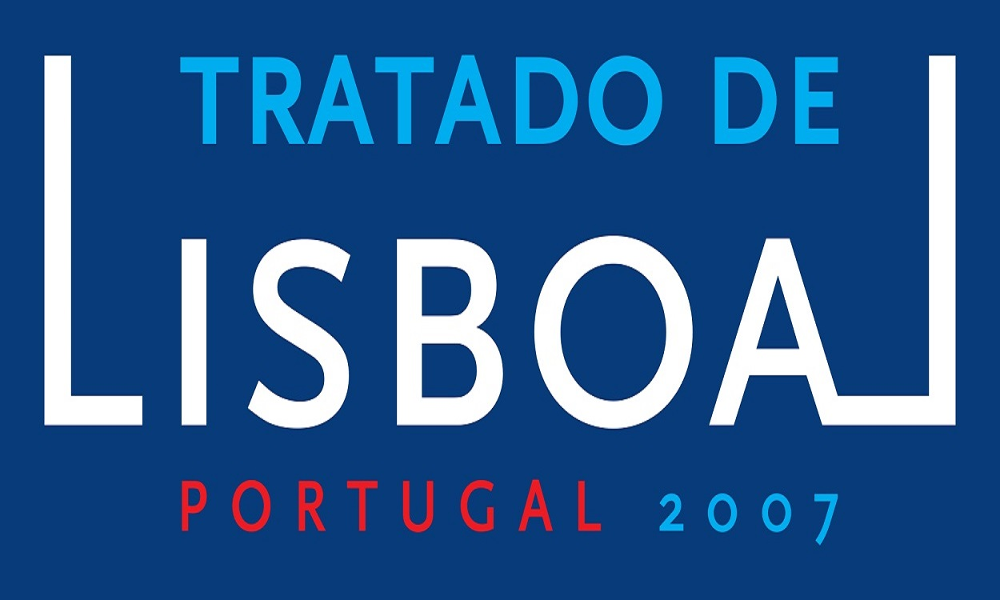 TRATADO DE
LISBOA
PORTUGAL 2007